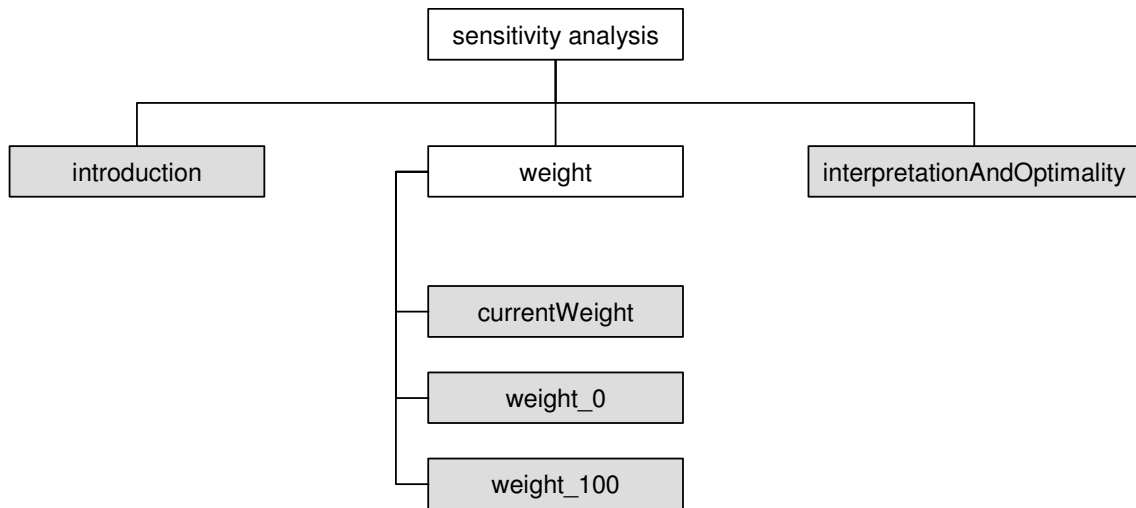 sensitivity analysis
introduction
weight
interpretationAndOptimality
currentWeight
weight_0
weight_100